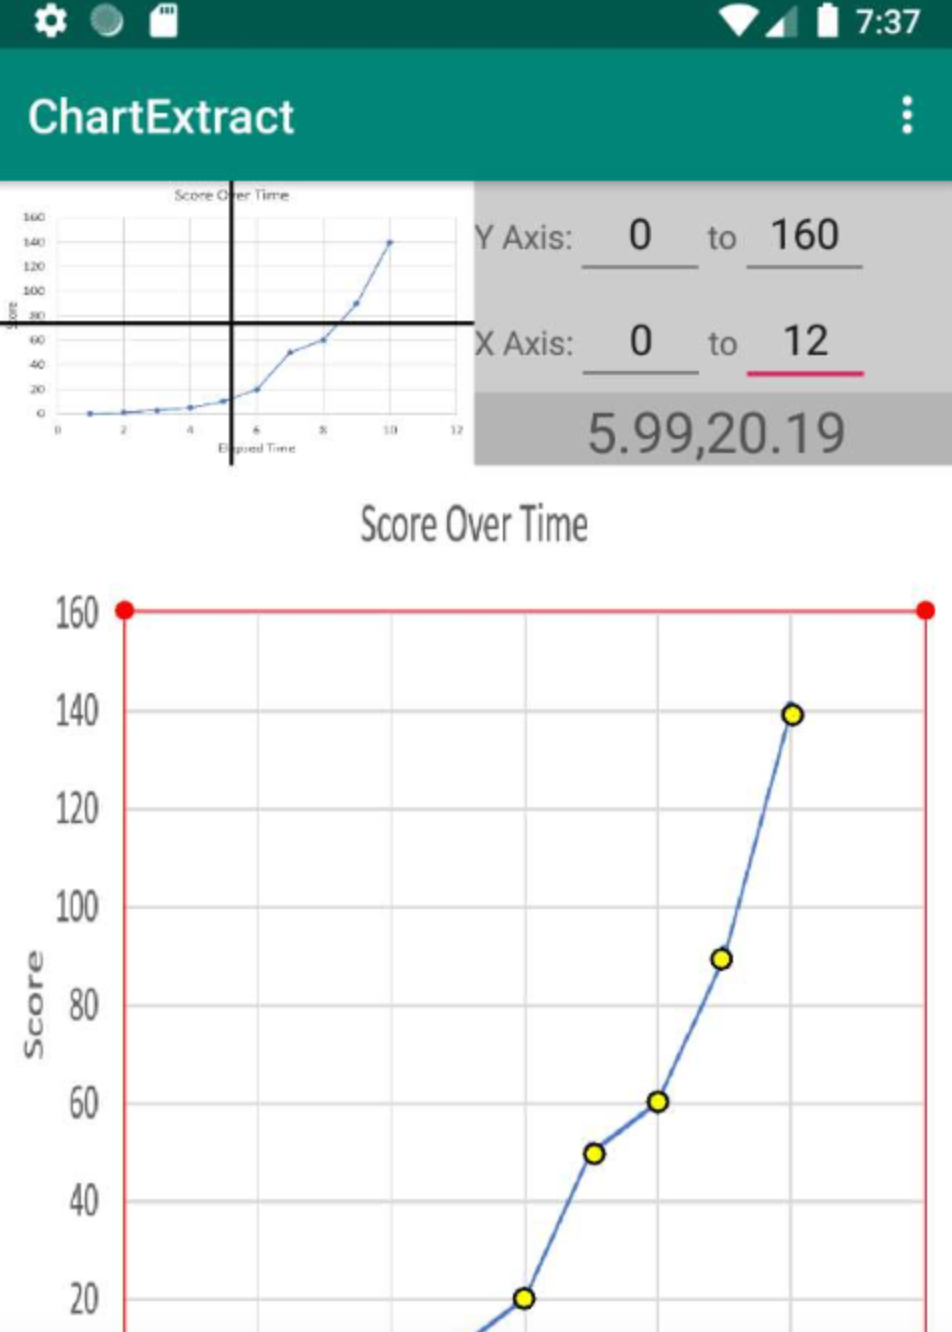 7:37
ChartExtract
Score Over Time
160
140
120
100
80
60
40
20
0
Score
0 2 4 6 8 10 12
Elapsed Time
Y Axis: 0 to 160
X Axis: 0 to 12
5.99,20.19
Score Over Time
160
140
120
100
80
60
40
20
Score